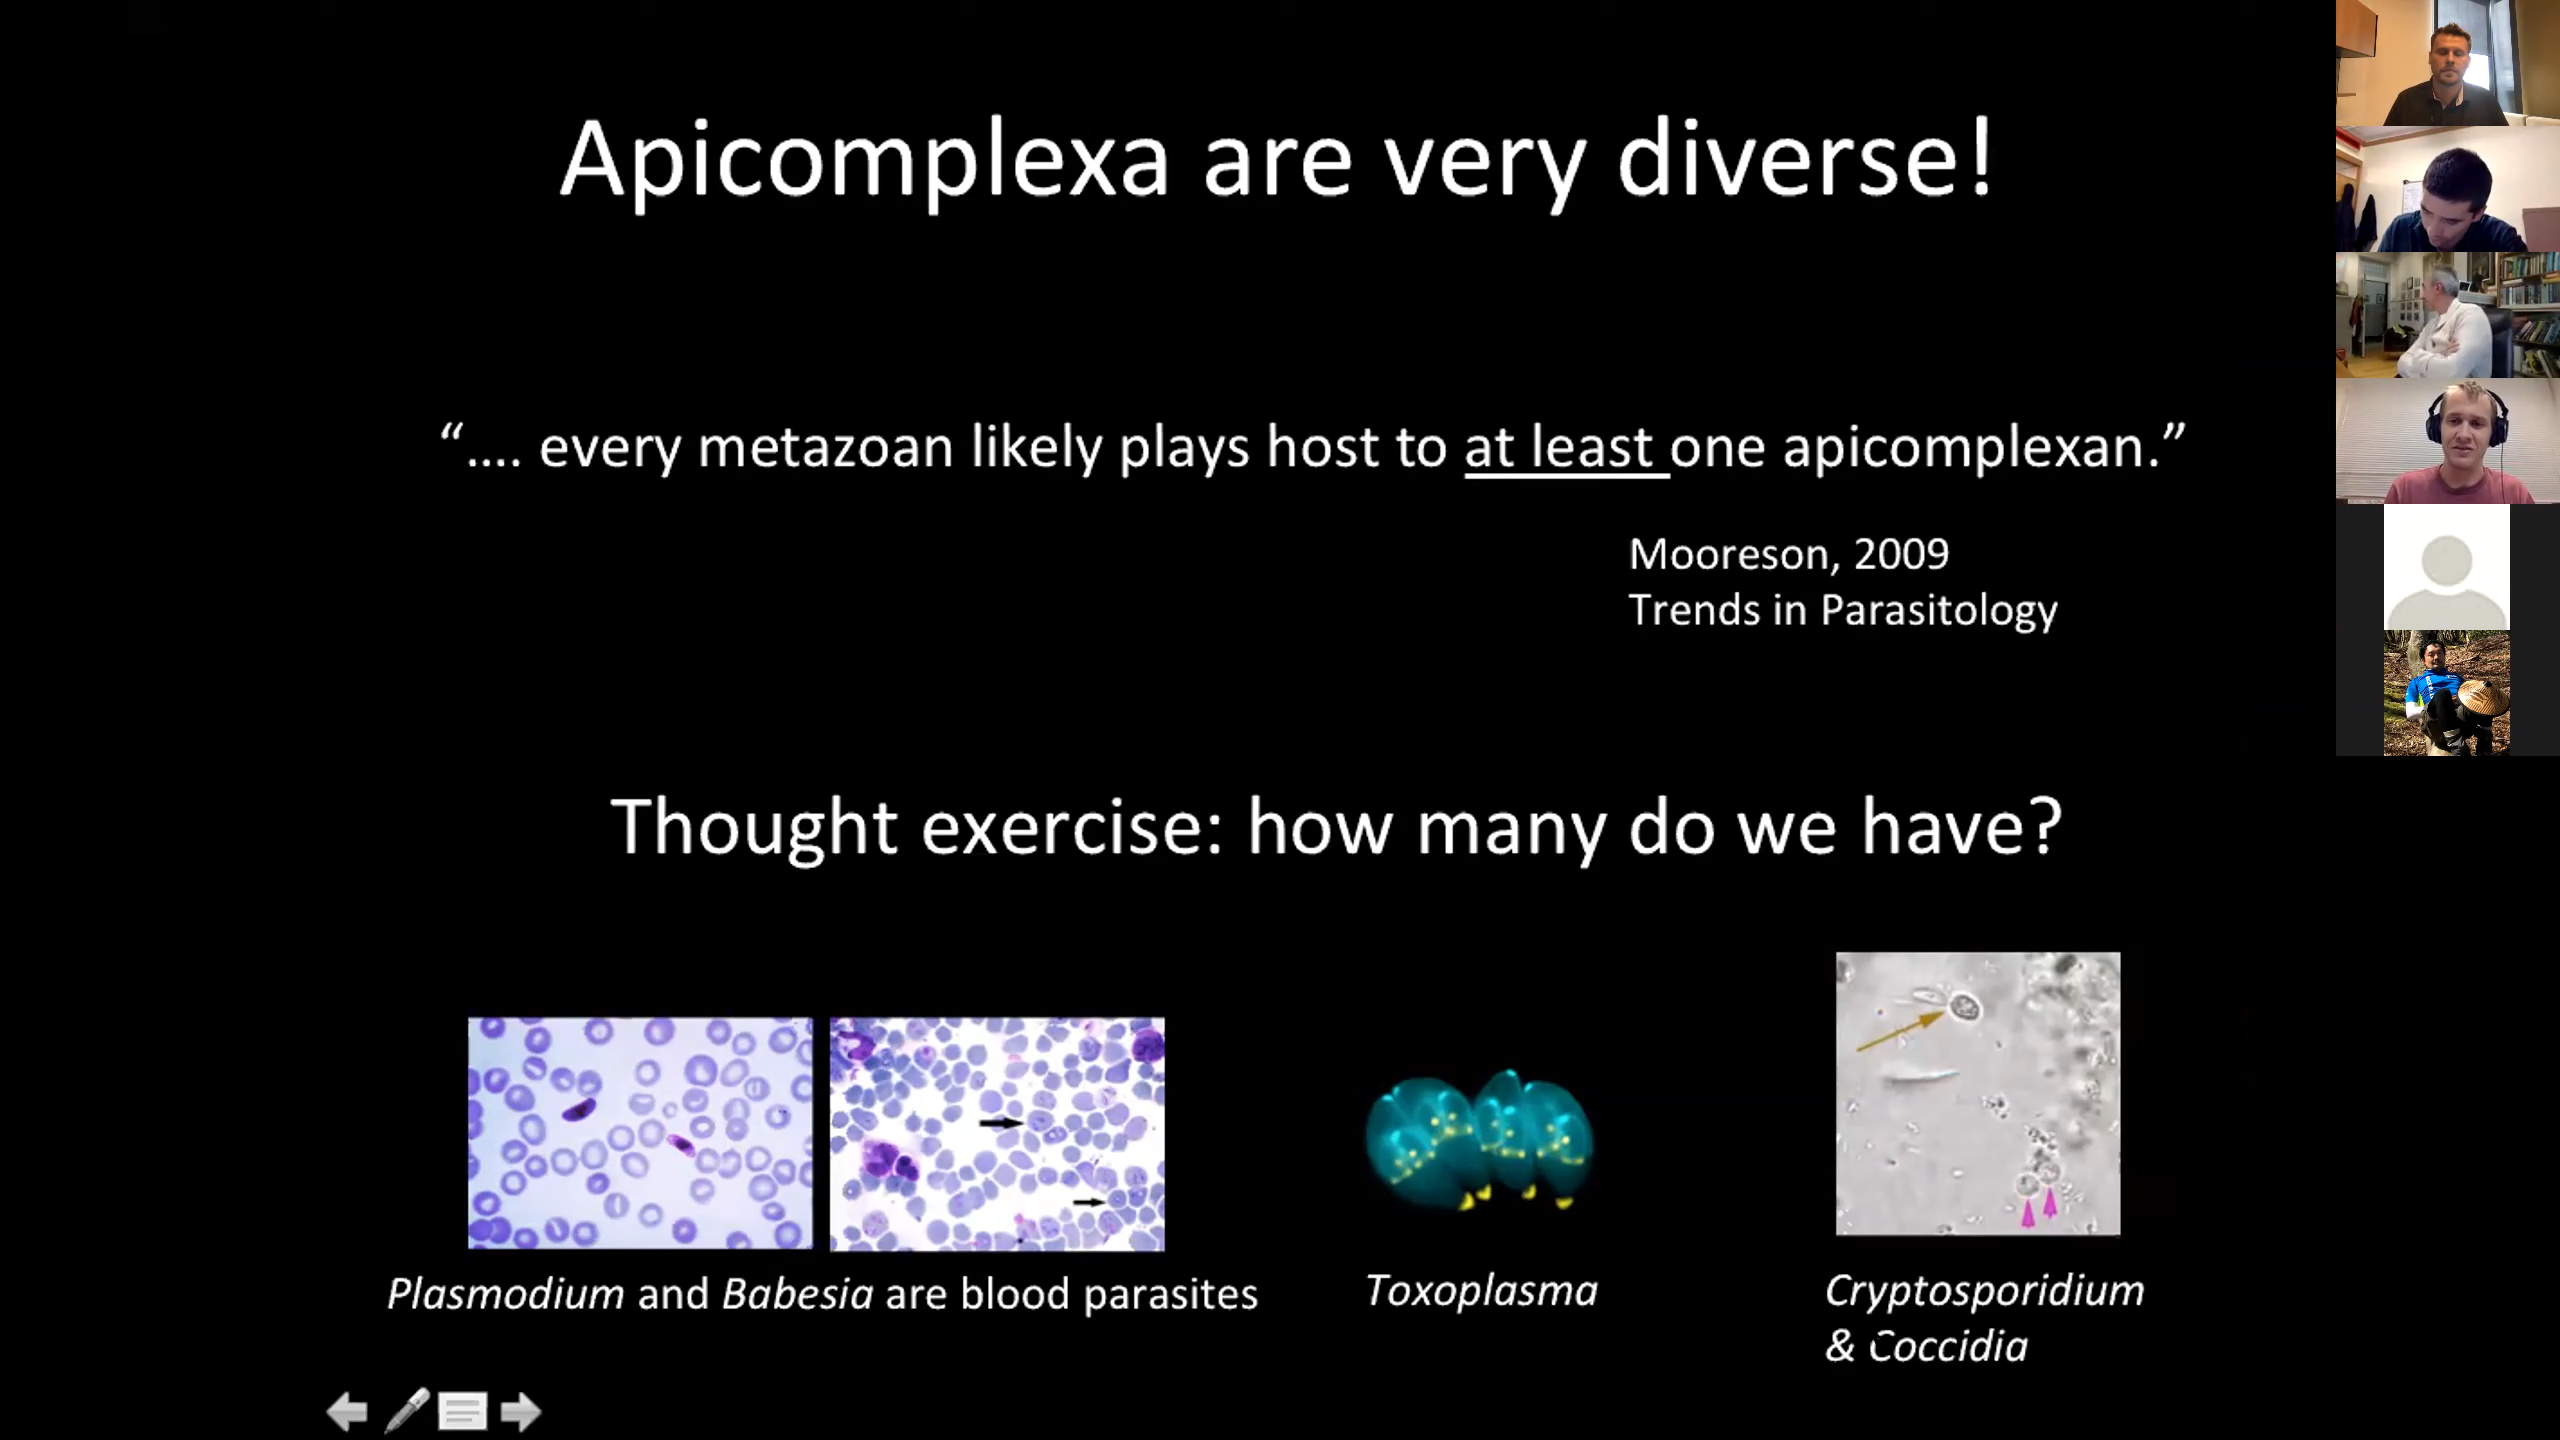 Apicomplexa are very diverse!
“.... every metazoan likely plays host to at least one apicomplexan.”
Mooreson, 2009
Trends in Parasitology
Thought exercise: how many do we have?
Plasmodium and Babesia are blood parasites
Toxoplasma
Cryptosporidium
& Coccidia